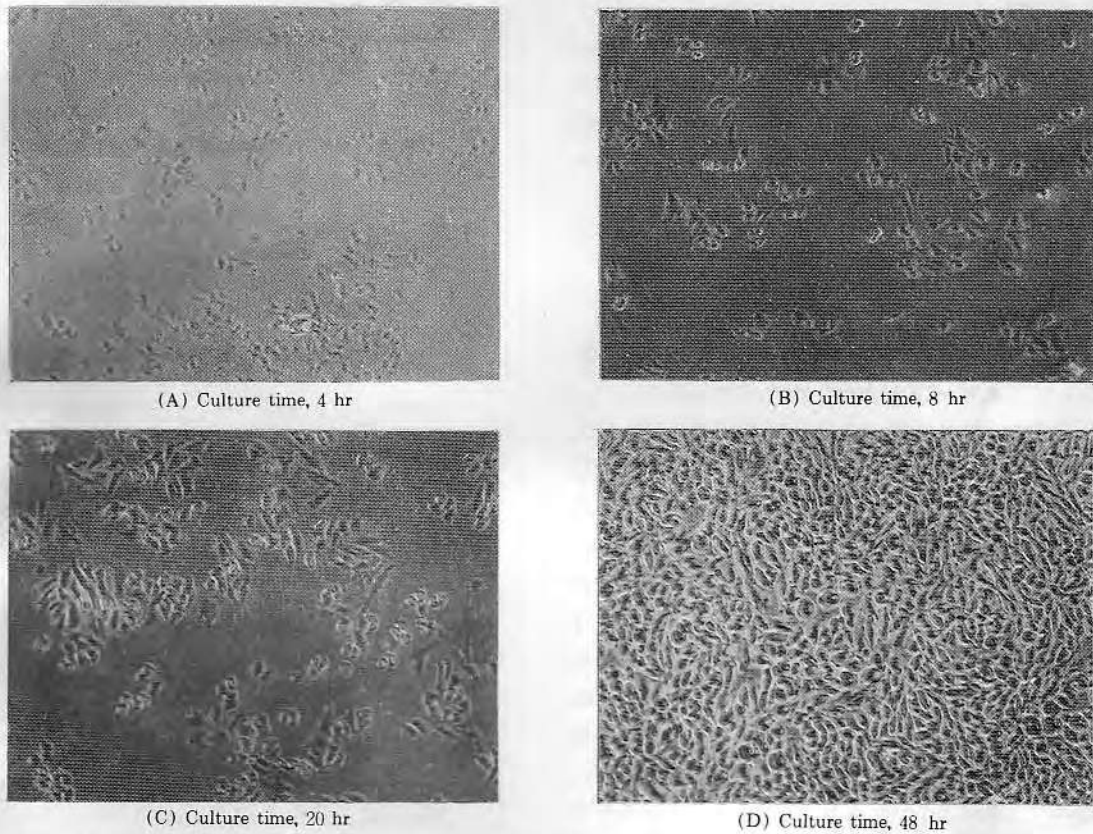 (A) Culture time, 4 hr
(B) Culture time, 8 hr
(C) Culture time, 20 hr
(D) Culture time, 48 hr